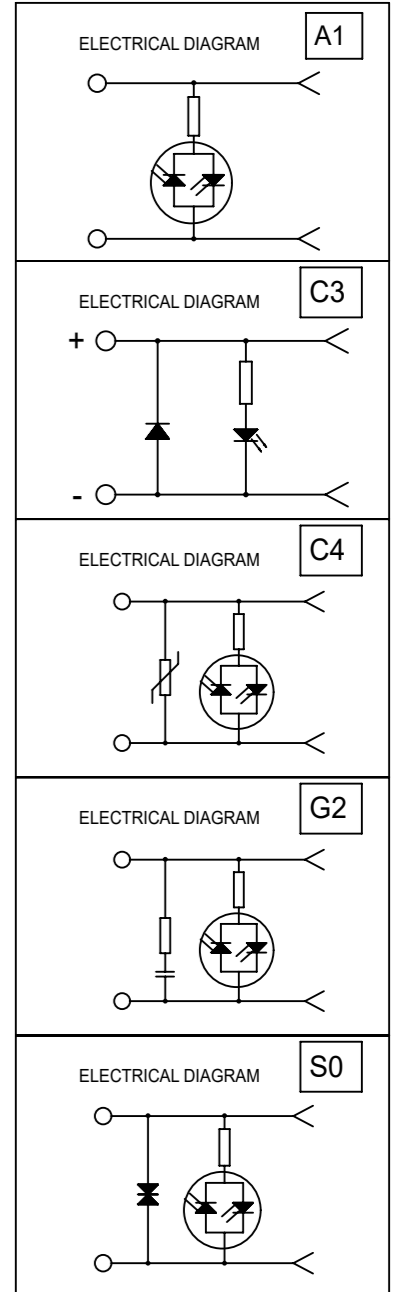 ELECTRICAL DIAGRAM A1
ELECTRICAL DIAGRAM C3
+
-
ELECTRICAL DIAGRAM C4
ELECTRICAL DIAGRAM G2
ELECTRICAL DIAGRAM S0